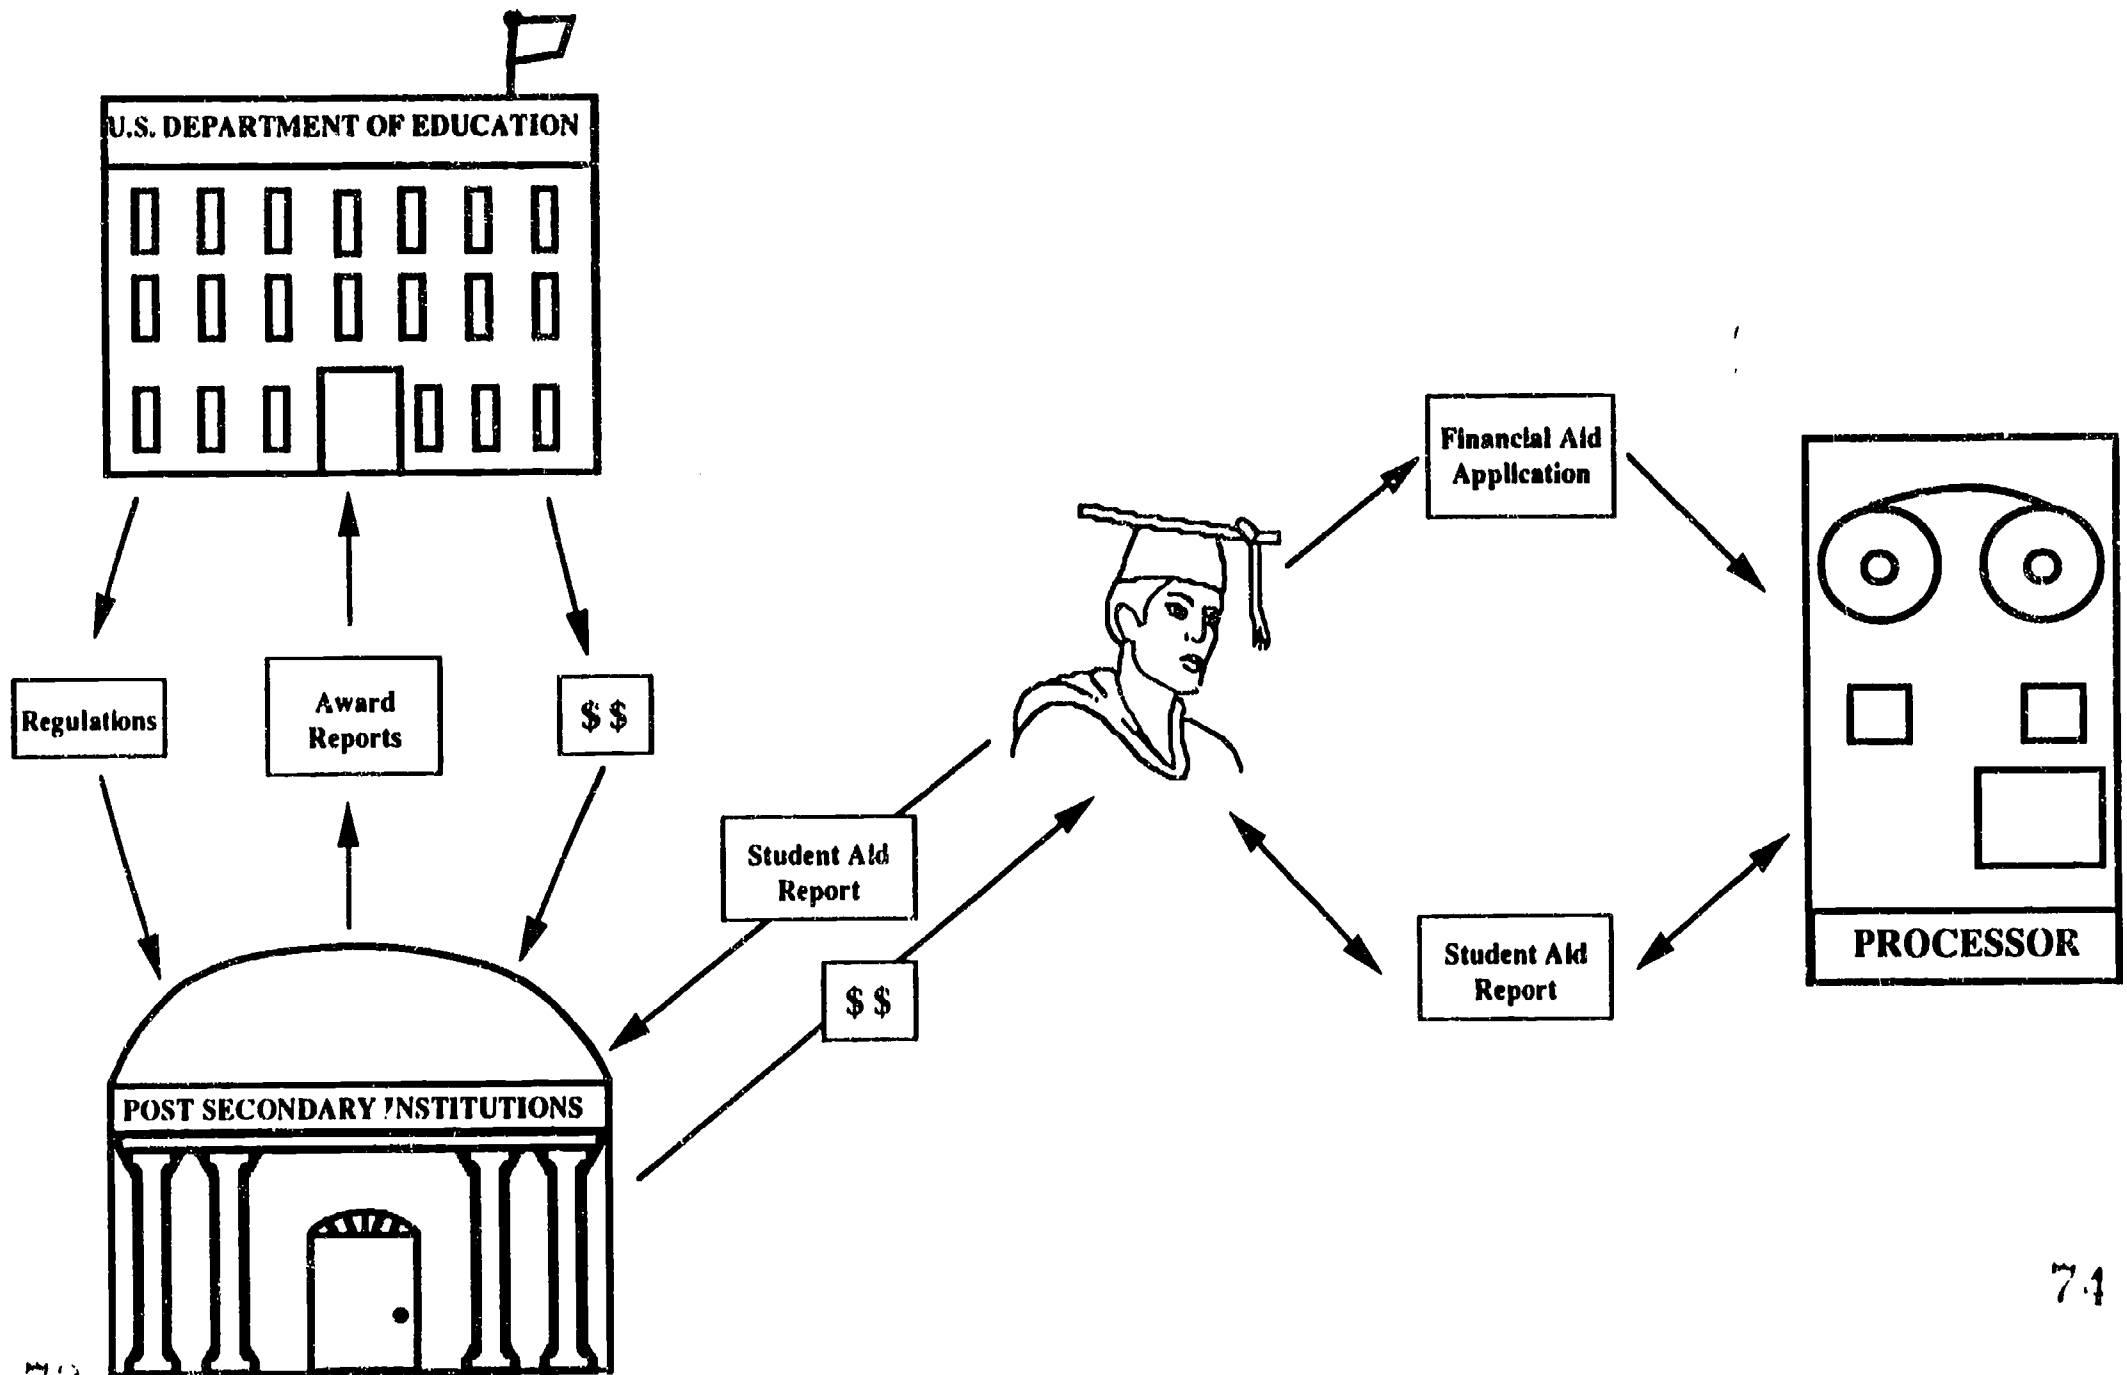 U.S. DEPARTMENT OF EDUCATION
Regulations
Award
Reports
$ $
POST SECONDARY INSTITUTIONS
Student Aid
Report
$ $
Financial Aid
Application
Student Aid
Report
PROCESSOR
74